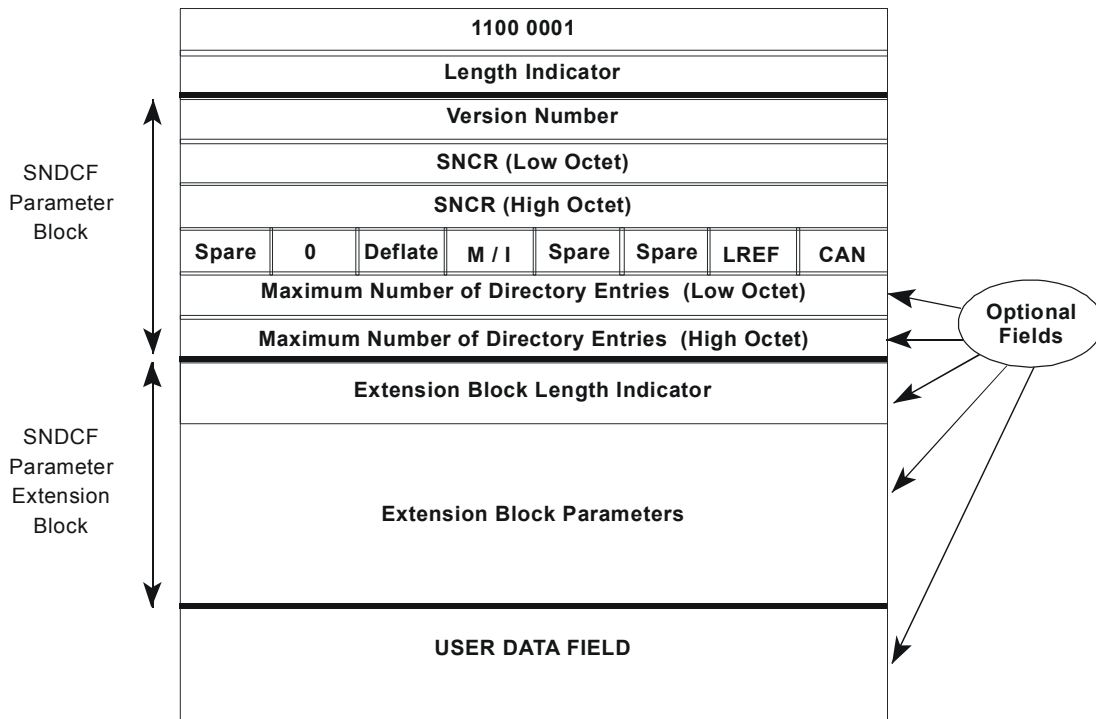 1100 0001
Length Indicator
Version Number
SNCR (Low Octet)
SNCR (High Octet)
Spare 0 Deflate M / I Spare Spare LREF CAN
Maximum Number of Directory Entries (Low Octet)
Maximum Number of Directory Entries (High Octet)
Extension Block Length Indicator
Extension Block Parameters
USER DATA FIELD
SNDCF
Parameter
Block
SNDCF
Parameter
Extension
Block
Optional
Fields